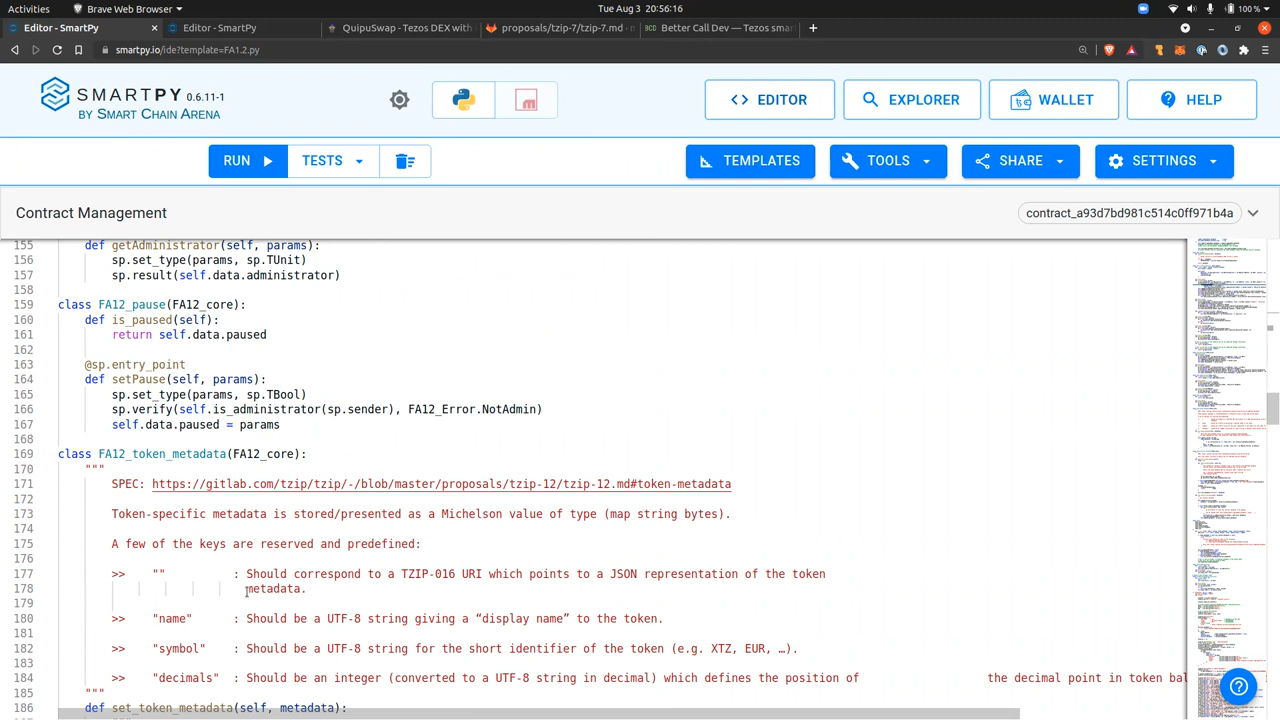 Activities
Brave Web Browser
Tue Aug 3 20:56:16
100 %
Editor - SmartPy
Editor - SmartPy
QuipuSwap - Tezos DEX with
proposals/tzip-7/tzip-7.md · m
BCD Better Call Dev — Tezos sma
smartpy.io/ide?template=FA1.2.py
SMARTPY 0.6.11-1
BY SMART CHAIN ARENA
<> EDITOR
EXPLORER
WALLET
HELP
RUN
TESTS
TEMPLATES
TOOLS
SHARE
SETTINGS
Contract Management
contract_a93d7bd981c514c0ff971b4a
155 def getAdministrator(self, params):
156 sp.set_type(params, sp.TUnit)
157 sp.result(self.data.administrator)
158
159 class FA12_pause(FA12_core):
160 def is_paused(self):
161 return self.data.paused
162
163 @sp.entry_point
164 def setPause(self, params):
165 sp.set_type(params, sp.TBool)
166 sp.verify(self.is_administrator(sp.sender), FA12_Error.NotAdmin)
167 self.data.paused = params
168
169 class FA12_token_metadata(FA12_core):
170 """
171 SPEC: https://gitlab.com/tzip/tzip/-/blob/master/proposals/tzip-12/tzip-12.md#token-metadata
172
173 Token-specific metadata is stored/presented as a Michelson value of type (map string bytes).
174
175 A few of the keys are reserved and predefined:
176
177 >> "" : Should correspond to a TZIP-016 URI which points to a JSON representation of the token
178 metadata.
179
180 >> "name" : Should be a UTF-8 string giving a “display name” to the token.
181
182 >> "symbol" : Should be a UTF-8 string for the short identifier of the token (e.g. XTZ, EUR, …).
183
184 >> "decimals" : Should be an integer (converted to a UTF-8 string in decimal) which defines the position of the decimal point in token bal
185 """
186 def set_token_metadata(self, metadata):